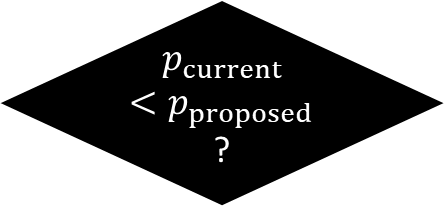 p_current
< p_proposed
?